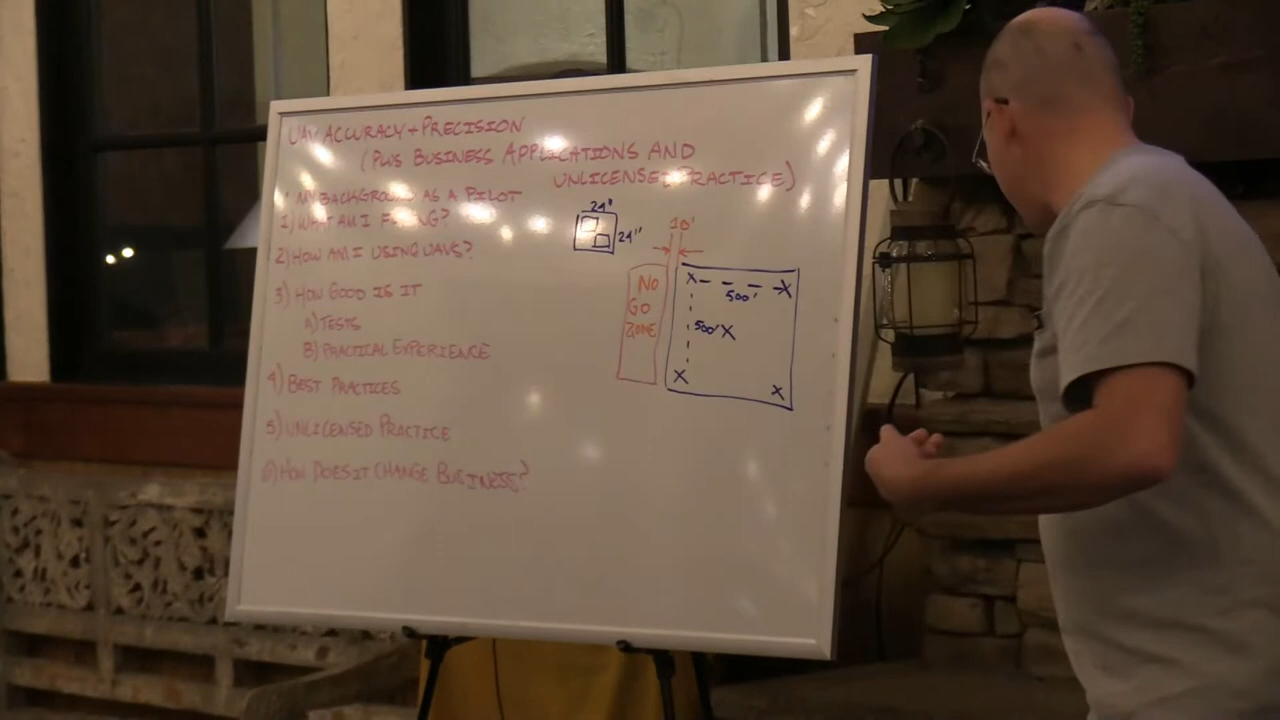 UAV ACCURACY + PRECISION
(PLUS BUSINESS APPLICATIONS AND
UNLICENSED PRACTICE)
MY BACKGROUND AS A PILOT
1) WHAT AM I FLYING?
2) HOW AM I USING UAVS?
3) HOW GOOD IS IT
A) TESTS
B) PRACTICAL EXPERIENCE
4) BEST PRACTICES
5) UNLICENSED PRACTICE
6) HOW DOES IT CHANGE BUSINESS?
24"
24"
10'
NO
GO
ZONE
X X
500'
500' X
X X